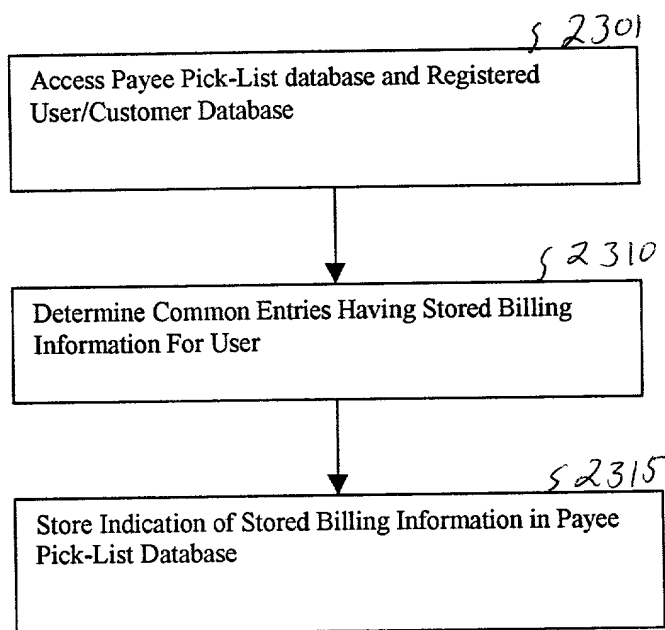 2301
Access Payee Pick-List database and Registered
User/Customer Database
2310
Determine Common Entries Having Stored Billing
Information For User
2315
Store Indication of Stored Billing Information in Payee
Pick-List Database